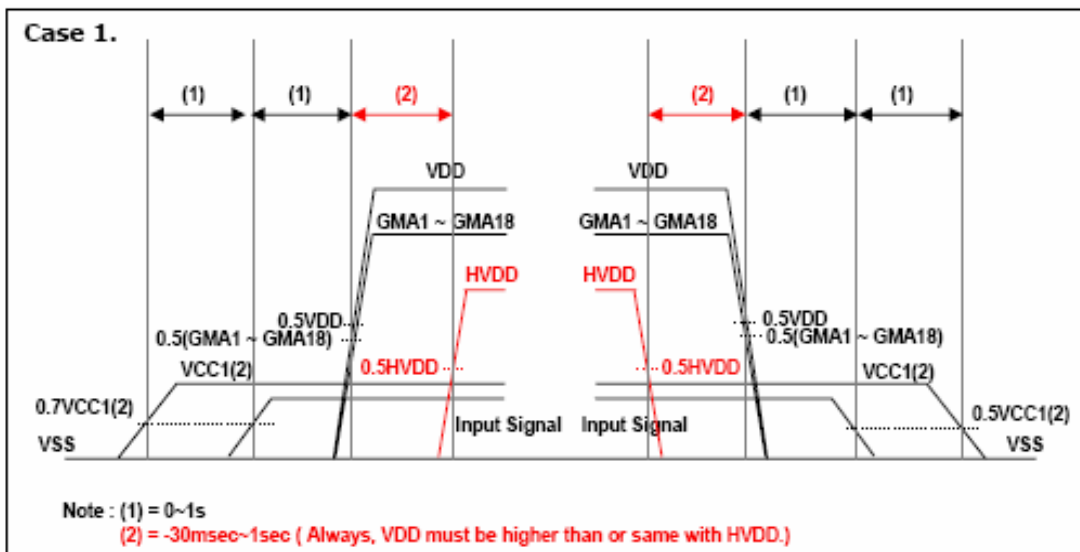 Case 1.
(1) (1) (2) (2) (1) (1)
VDD VDD
GMA1 ~ GMA18 GMA1 ~ GMA18
HVDD HVDD
0.5VDD 0.5VDD
0.5(GMA1 ~ GMA18) 0.5(GMA1 ~ GMA18)
VCC1(2) 0.5HVDD 0.5HVDD VCC1(2)
0.7VCC1(2) 0.5VCC1(2)
Input Signal Input Signal
VSS VSS
Note : (1) = 0~1s
(2) = -30msec~1sec ( Always, VDD must be higher than or same with HVDD.)